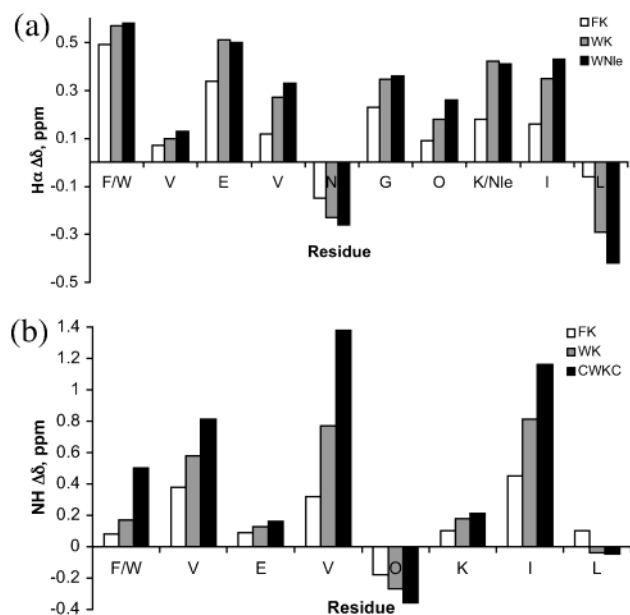 (a)
Hα Δδ, ppm
0.5
0.3
0.1
-0.1
-0.3
-0.5
FK
WK
WNle
F/W V E V N G O K/Nle I L
Residue
(b)
NH Δδ, ppm
1.4
1.2
1
0.8
0.6
0.4
0.2
0
-0.2
-0.4
FK
WK
CWKC
F/W V E V O K I L
Residue